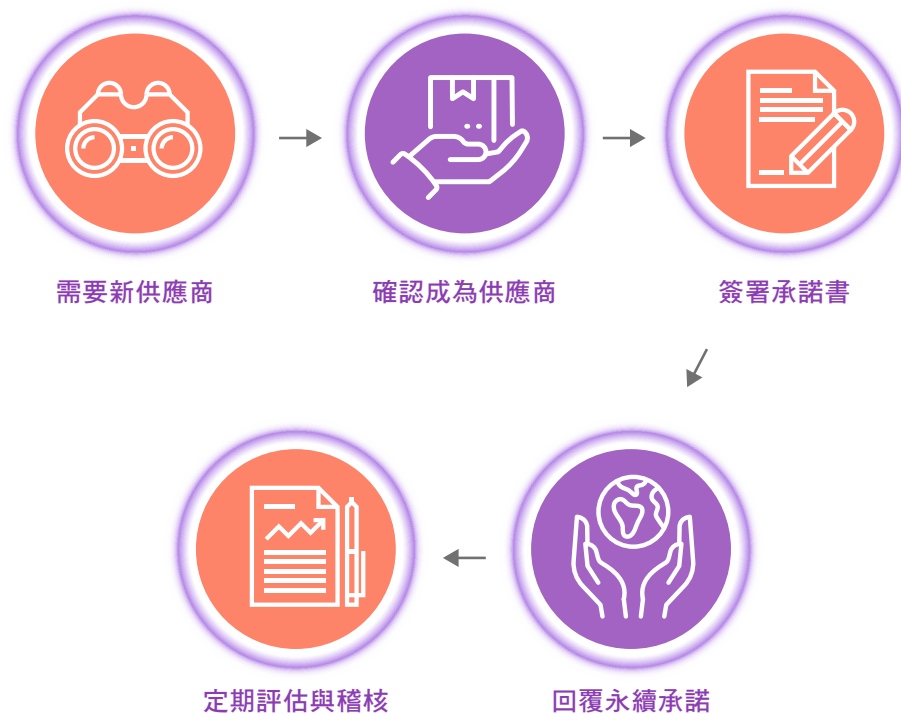 需要新供應商
確認成為供應商
簽署承諾書
回覆永續承諾
定期評估與稽核